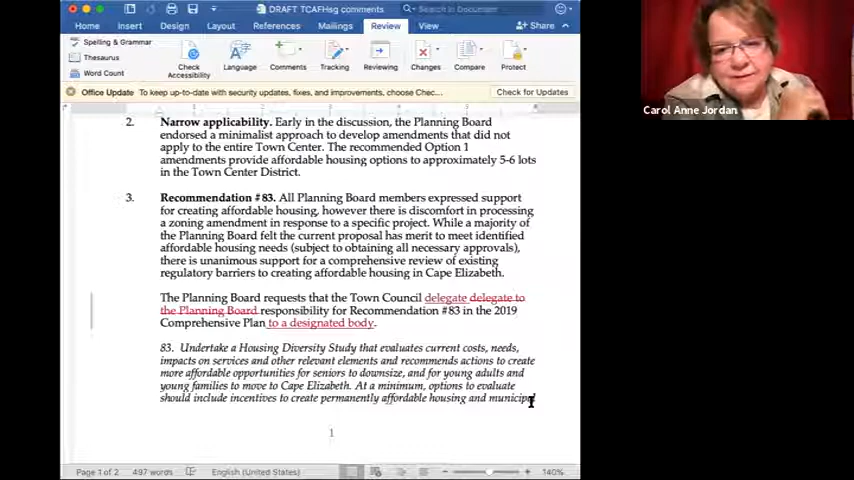 DRAFT TCAFHsg comments
Search in Document
Home Insert Design Layout References Mailings Review View Share
Spelling & Grammar
Thesaurus
Word Count
Check Accessibility
Language
Comments
Tracking
Reviewing
Changes
Compare
Protect
Office Update To keep up-to-date with security updates, fixes, and improvements, choose Chec... Check for Updates
Carol Anne Jordan
2. Narrow applicability. Early in the discussion, the Planning Board
endorsed a minimalist approach to develop amendments that did not
apply to the entire Town Center. The recommended Option 1
amendments provide affordable housing options to approximately 5-6 lots
in the Town Center District.
3. Recommendation #83. All Planning Board members expressed support
for creating affordable housing, however there is discomfort in processing
a zoning amendment in response to a specific project. While a majority of
the Planning Board felt the current proposal has merit to meet identified
affordable housing needs (subject to obtaining all necessary approvals),
there is unanimous support for a comprehensive review of existing
regulatory barriers to creating affordable housing in Cape Elizabeth.
The Planning Board requests that the Town Council delegate delegate to
the Planning Board responsibility for Recommendation #83 in the 2019
Comprehensive Plan to a designated body.
83. Undertake a Housing Diversity Study that evaluates current costs, needs,
impacts on services and other relevant elements and recommends actions to create
more affordable opportunities for seniors to downsize, and for young adults and
young families to move to Cape Elizabeth. At a minimum, options to evaluate
should include incentives to create permanently affordable housing and municipal
1
Page 1 of 2 497 words English (United States) 140%